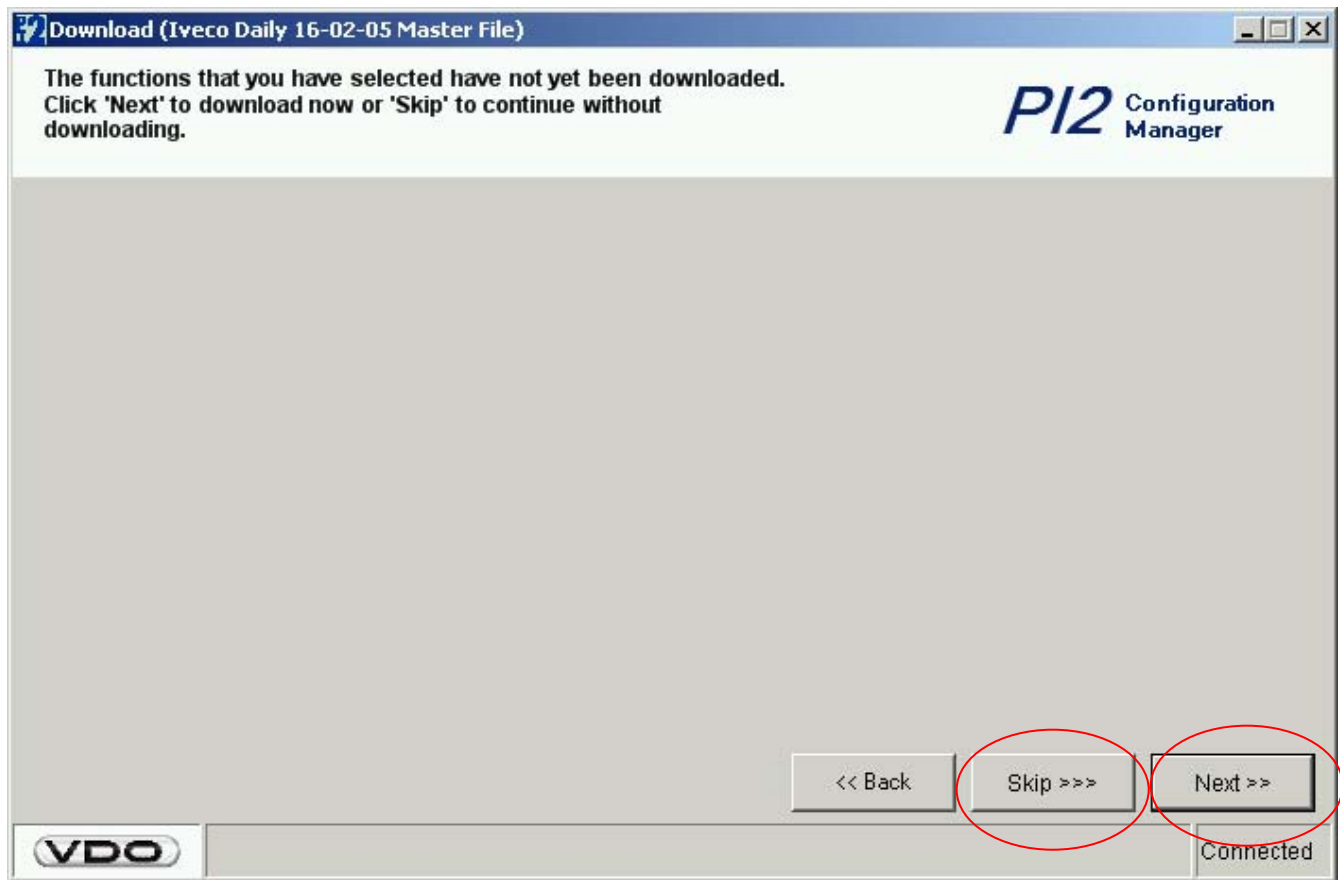 Download (Iveco Daily 16-02-05 Master File)
The functions that you have selected have not yet been downloaded.
Click 'Next' to download now or 'Skip' to continue without
downloading.
PI2 Configuration
Manager
<< Back
Skip >>>
Next >>
VDO
Connected